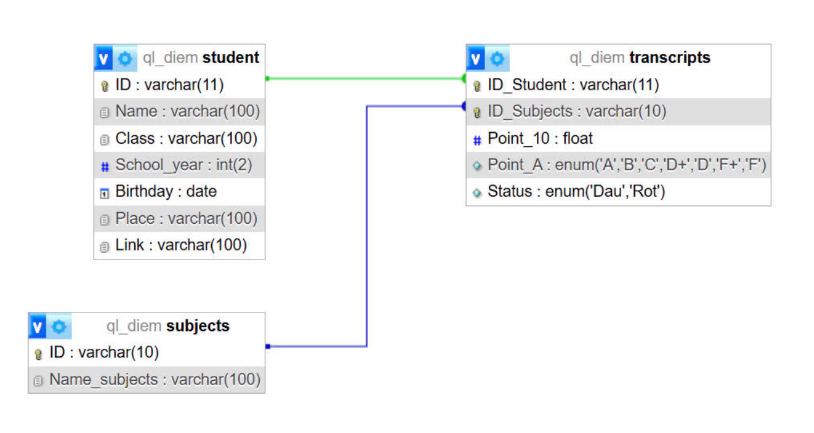 V ql_diem student
ID : varchar(11)
Name : varchar(100)
Class : varchar(100)
# School_year : int(2)
Birthday : date
Place : varchar(100)
Link : varchar(100)
V ql_diem transcripts
ID_Student : varchar(11)
ID_Subjects : varchar(10)
# Point_10 : float
Point_A : enum('A','B','C','D+','D','F+','F')
Status : enum('Dau','Rot')
V ql_diem subjects
ID : varchar(10)
Name_subjects : varchar(100)